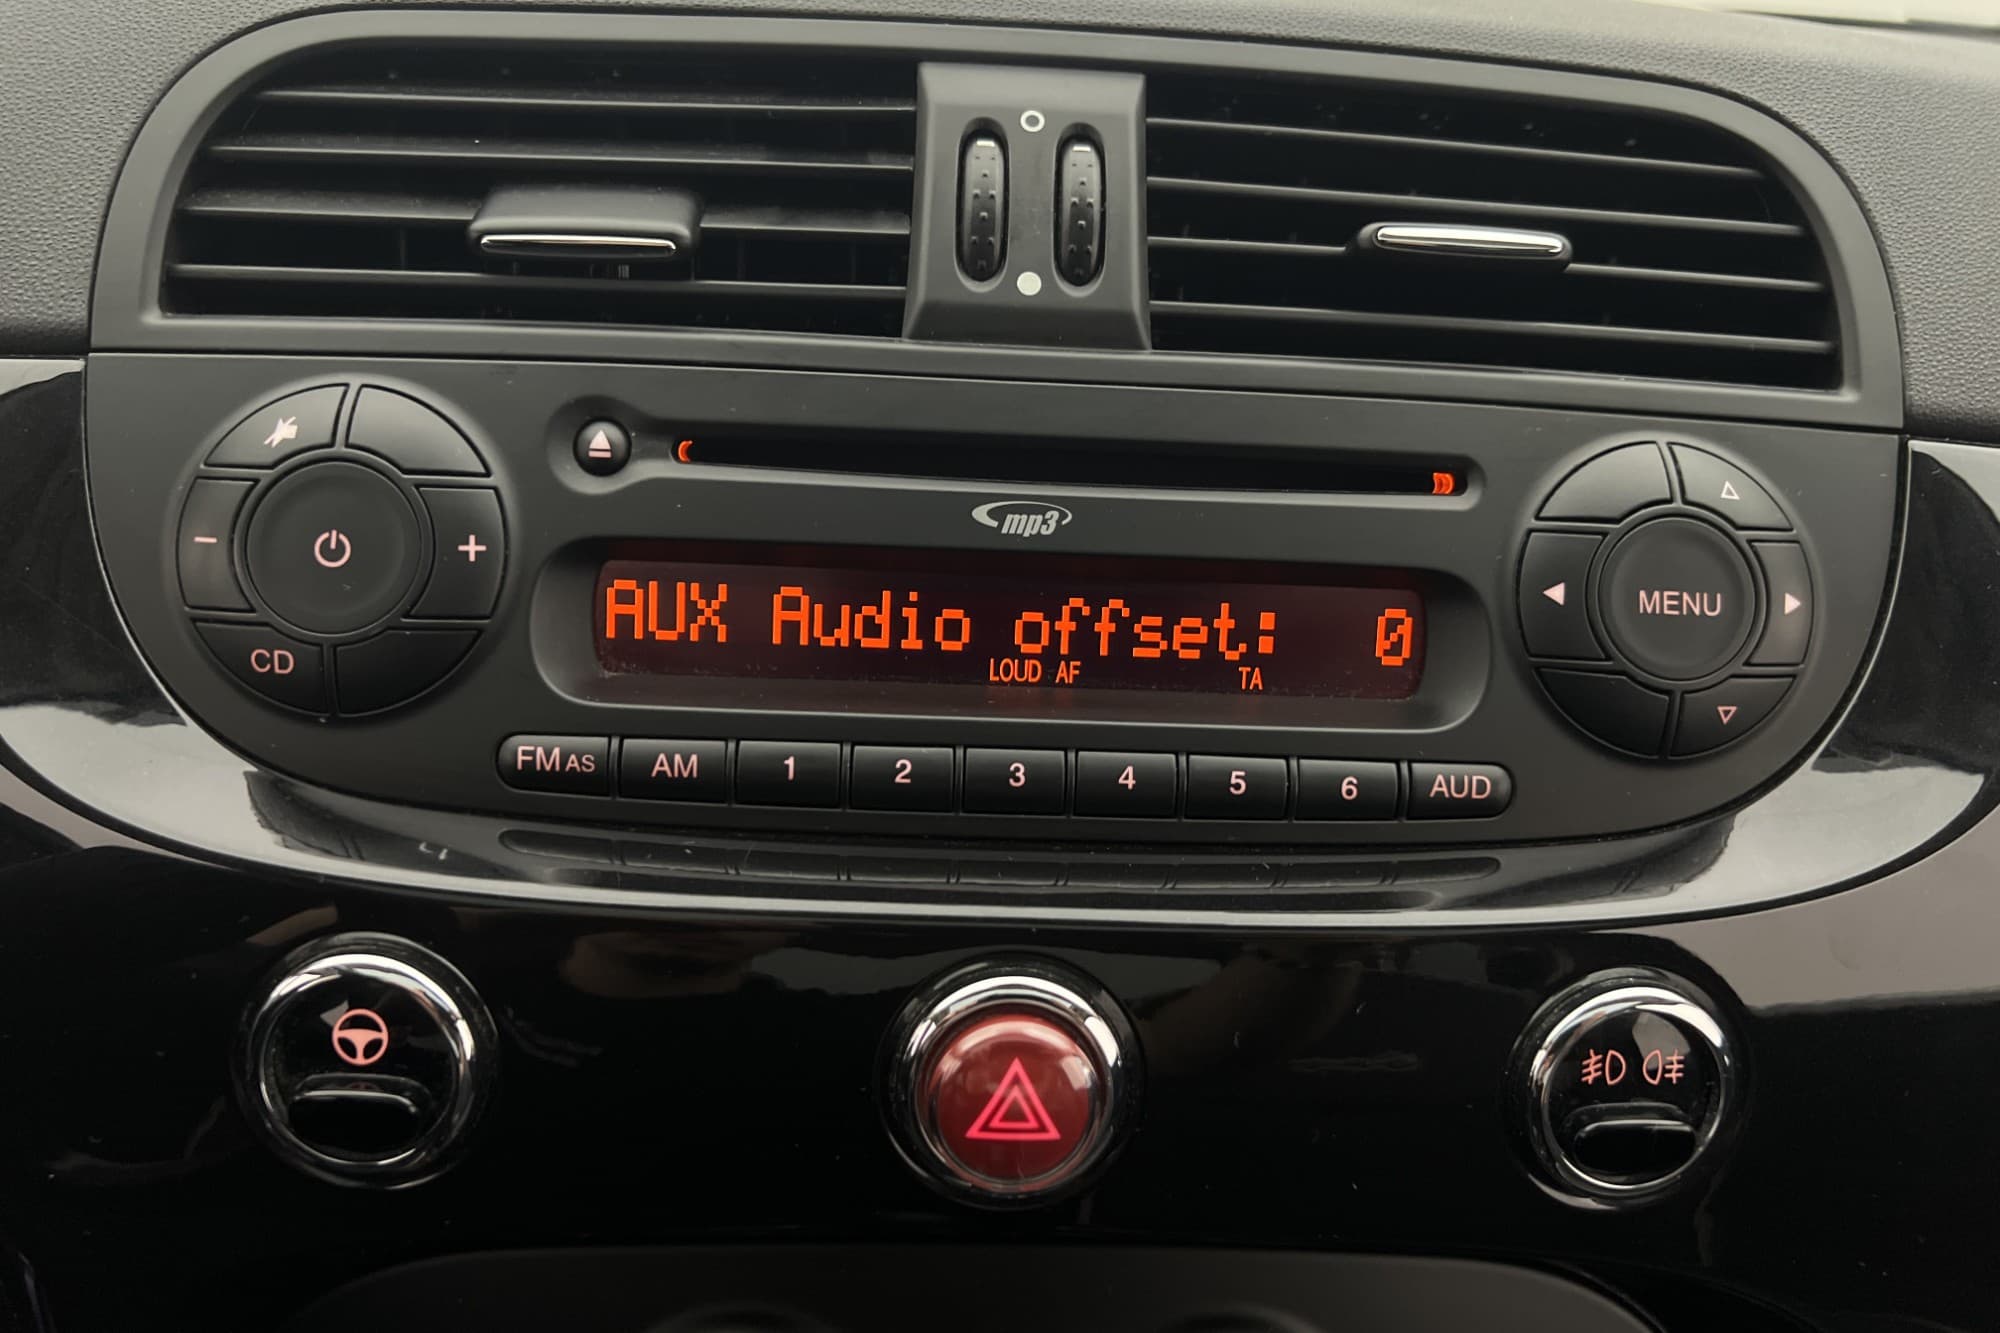 mp3
AUX Audio offset: 0
LOUD AF TA
MENU
CD
FM AS AM 1 2 3 4 5 6 AUD